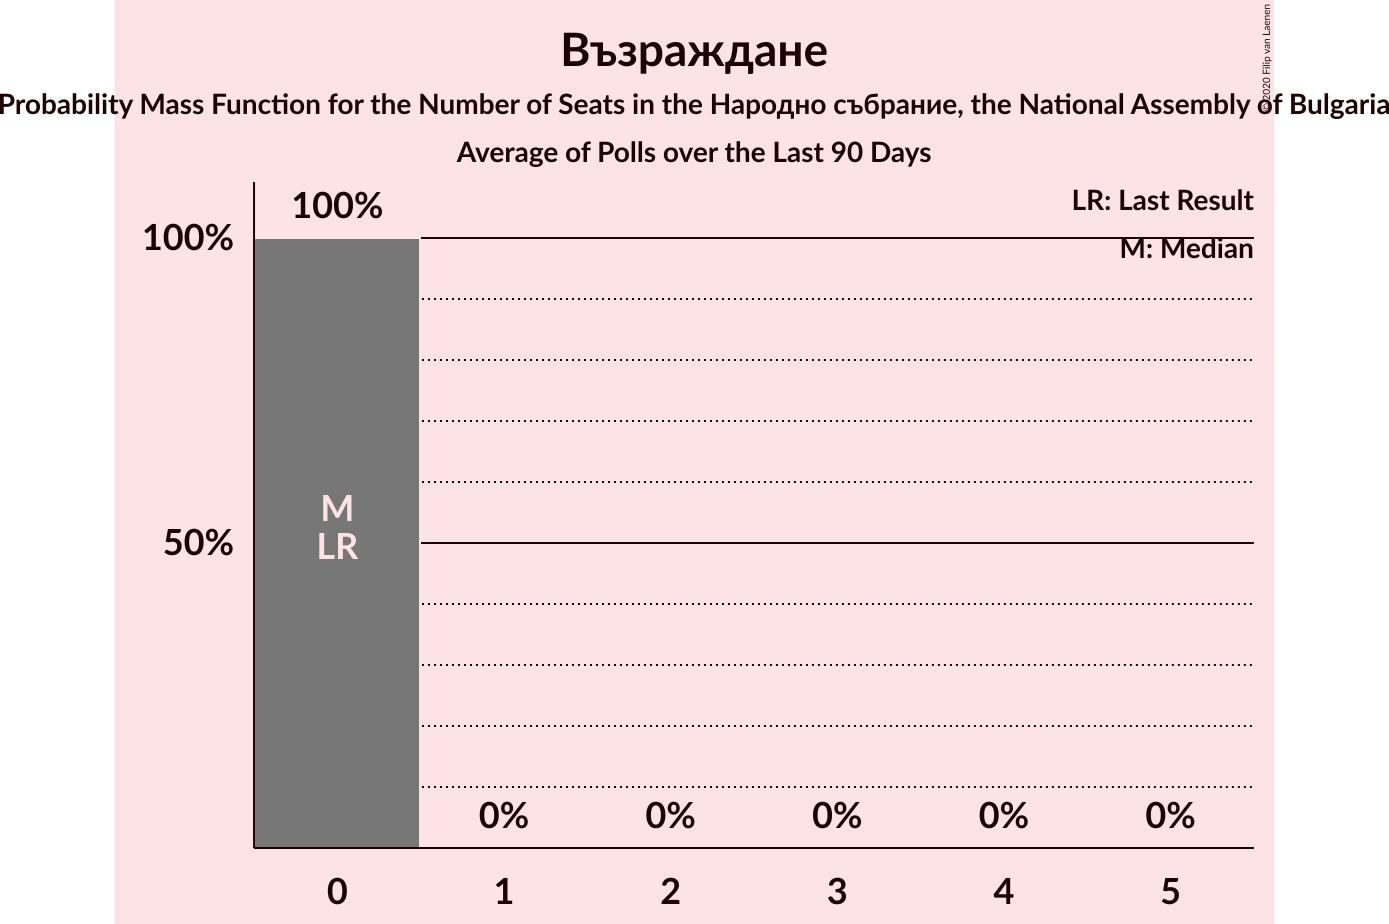 Възраждане
Probability Mass Function for the Number of Seats in the Народно събрание, the National Assembly of Bulgaria
Average of Polls over the Last 90 Days
© 2020 Filip van Laenen
LR: Last Result
M: Median
100%
100%
50%
M
LR
0% 0% 0% 0% 0%
0 1 2 3 4 5